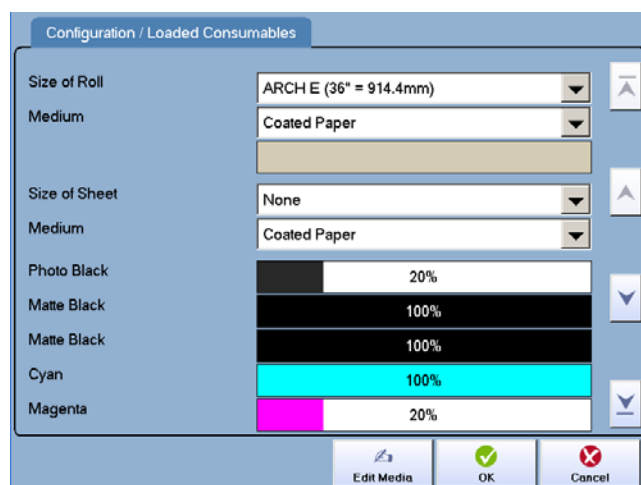 Configuration / Loaded Consumables
Size of Roll ARCH E (36" = 914.4mm)
Medium Coated Paper
Size of Sheet None
Medium Coated Paper
Photo Black 20%
Matte Black 100%
Matte Black 100%
Cyan 100%
Magenta 20%
Edit Media OK Cancel